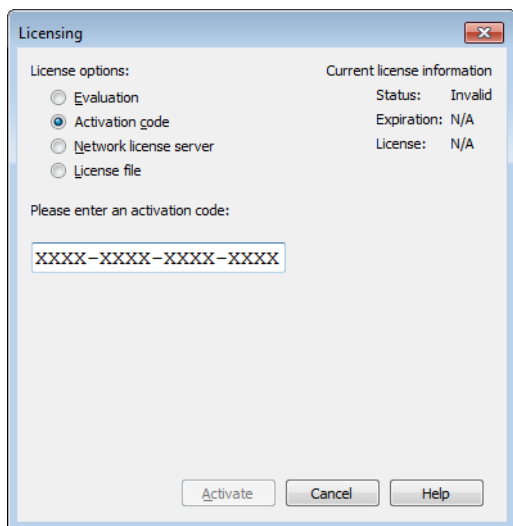 Licensing
License options:
Evaluation
Activation code
Network license server
License file
Current license information
Status: Invalid
Expiration: N/A
License: N/A
Please enter an activation code:
XXXX-XXXX-XXXX-XXXX
Activate
Cancel
Help